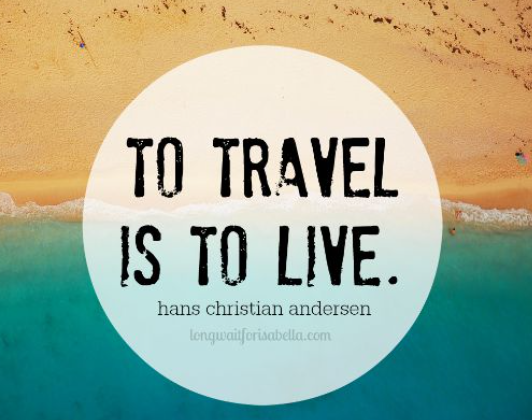 TO TRAVEL
IS TO LIVE.
hans christian andersen
longwaitforisabella.com